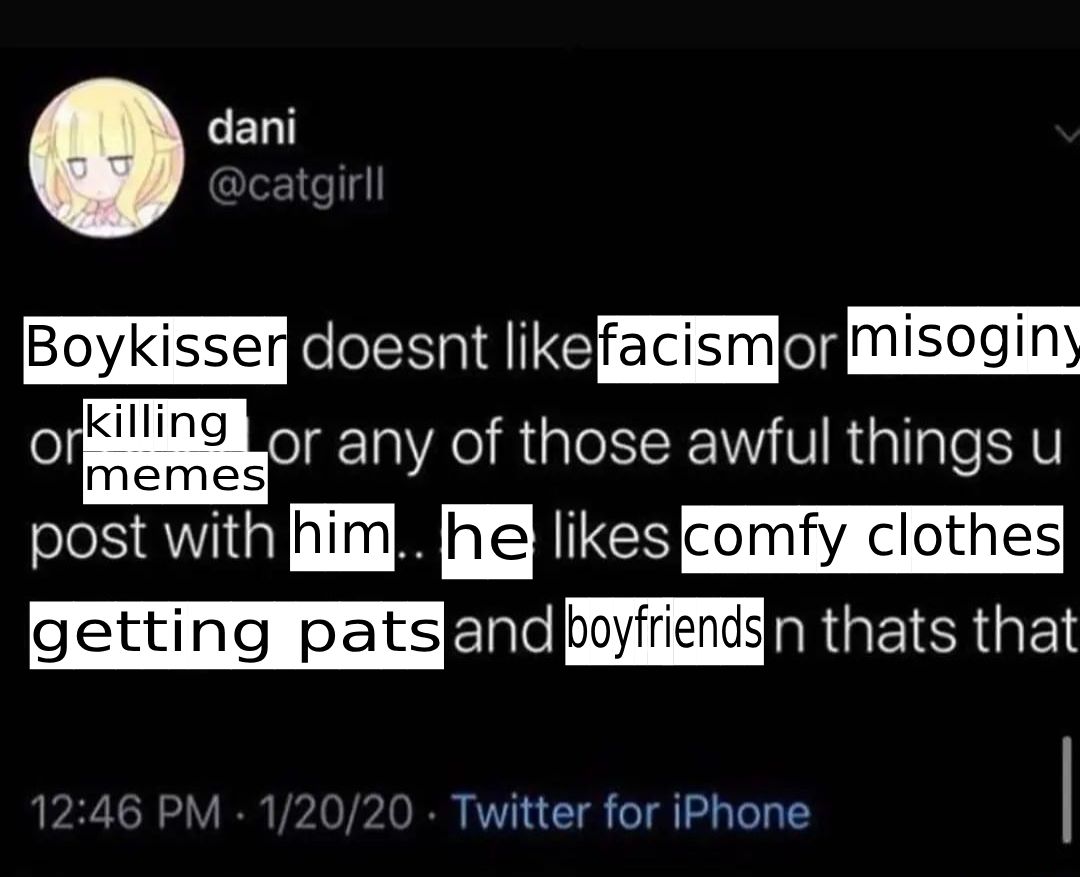 dani
@catgirll
Boykisser doesnt like facism or misoginy
or killing memes or any of those awful things u
post with him.. he likes comfy clothes
getting pats and boyfriends n thats that
12:46 PM · 1/20/20 · Twitter for iPhone